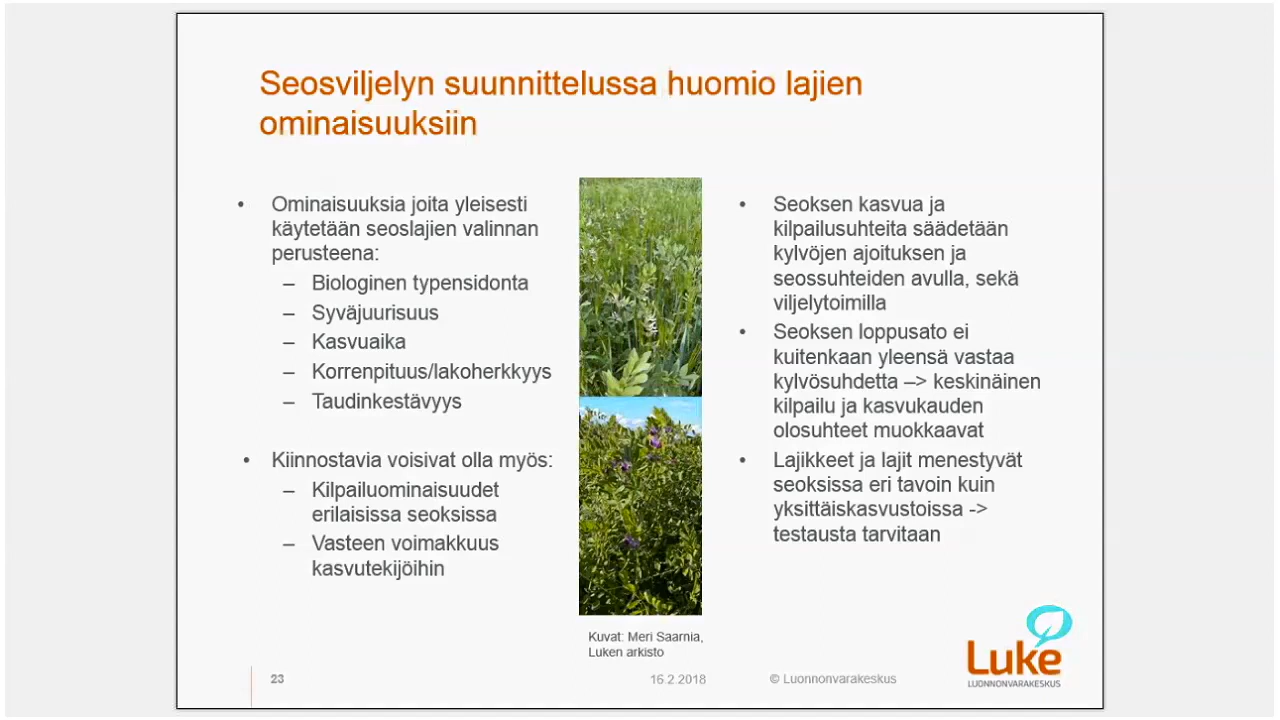 Seosviljelyn suunnittelussa huomio lajien
ominaisuuksiin
• Ominaisuuksia joita yleisesti
käytetään seoslajien valinnan
perusteena:
– Biologinen typensidonta
– Syväjuurisuus
– Kasvuaika
– Korrenpituus/lakoherkkyys
– Taudinkestävyys
• Kiinnostavia voisivat olla myös:
– Kilpailuominaisuudet
erilaisissa seoksissa
– Vasteen voimakkuus
kasvutekijöihin
Kuvat: Meri Saarnia,
Luken arkisto
• Seoksen kasvua ja
kilpailusuhteita säädetään
kylvöjen ajoituksen ja
seossuhteiden avulla, sekä
viljelytoimilla
• Seoksen loppusato ei
kuitenkaan yleensä vastaa
kylvösuhdetta –> keskinäinen
kilpailu ja kasvukauden
olosuhteet muokkaavat
• Lajikkeet ja lajit menestyvät
seoksissa eri tavoin kuin
yksittäiskasvustoissa ->
testausta tarvitaan
23
16.2.2018
© Luonnonvarakeskus
Luke
LUONNONVARAKESKUS